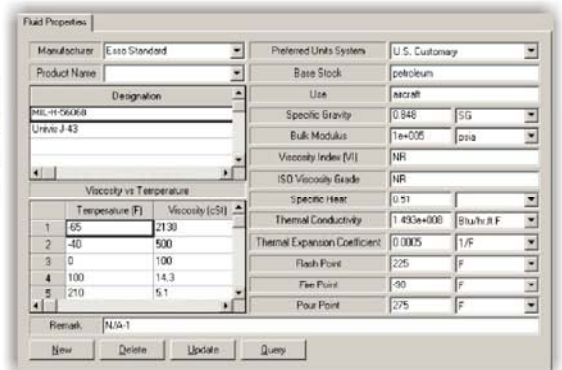 Fluid Properties
Manufacturer Esso Standard
Product Name
Designation
MIL-H-5606B
Univis J-43
Viscosity vs Temperature
Temperature (F) Viscosity (cSt)
1 -65 2130
2 -40 500
3 0 100
4 100 14.3
5 210 5.1
Preferred Units System U.S. Customary
Base Stock petroleum
Use aircraft
Specific Gravity 0.848 SG
Bulk Modulus 1e+005 psia
Viscosity Index (VI) NR
ISO Viscosity Grade NR
Specific Heat 0.51
Thermal Conductivity 1.493e+008 Btu/hr.ft.F
Thermal Expansion Coefficient 0.0005 1/F
Flash Point 225 F
Fire Point -90 F
Pour Point 275 F
Remark N/A-1
New Delete Update Query